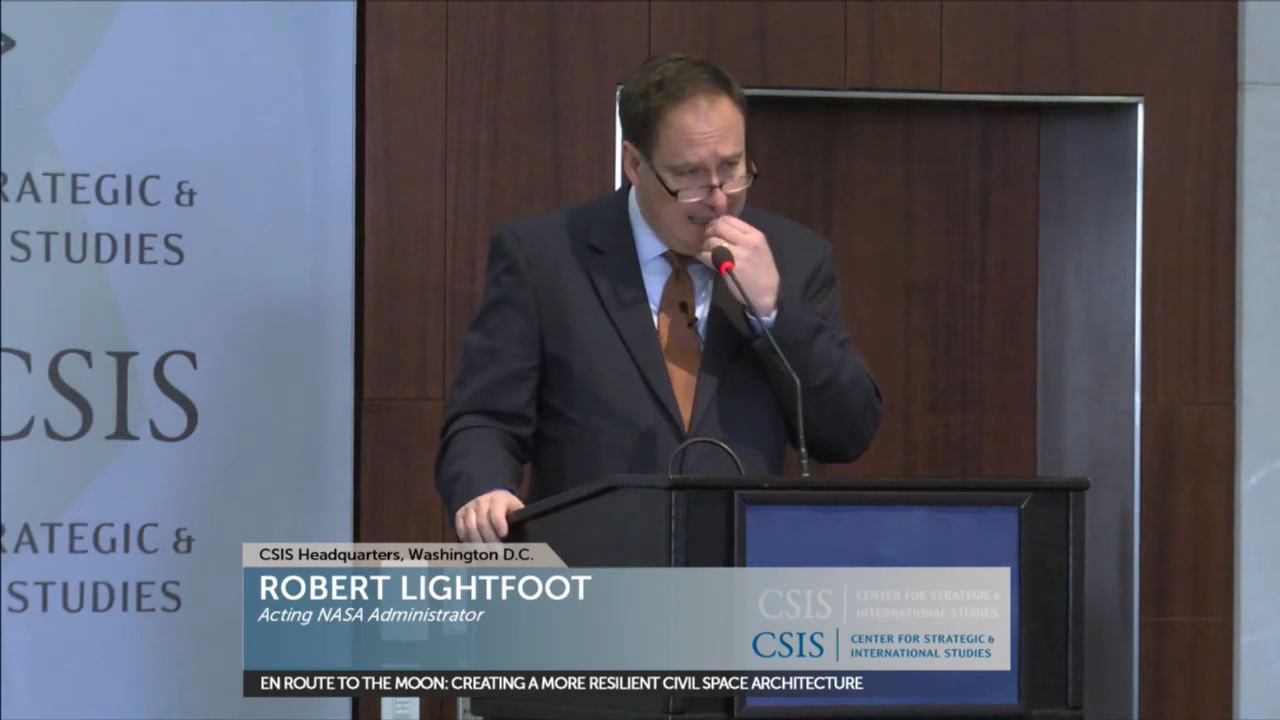 RATEGIC &
STUDIES
CSIS
RATEGIC &
STUDIES
CSIS Headquarters, Washington D.C.
ROBERT LIGHTFOOT
Acting NASA Administrator
CSIS | CENTER FOR STRATEGIC &
INTERNATIONAL STUDIES
CSIS | CENTER FOR STRATEGIC &
INTERNATIONAL STUDIES
EN ROUTE TO THE MOON: CREATING A MORE RESILIENT CIVIL SPACE ARCHITECTURE